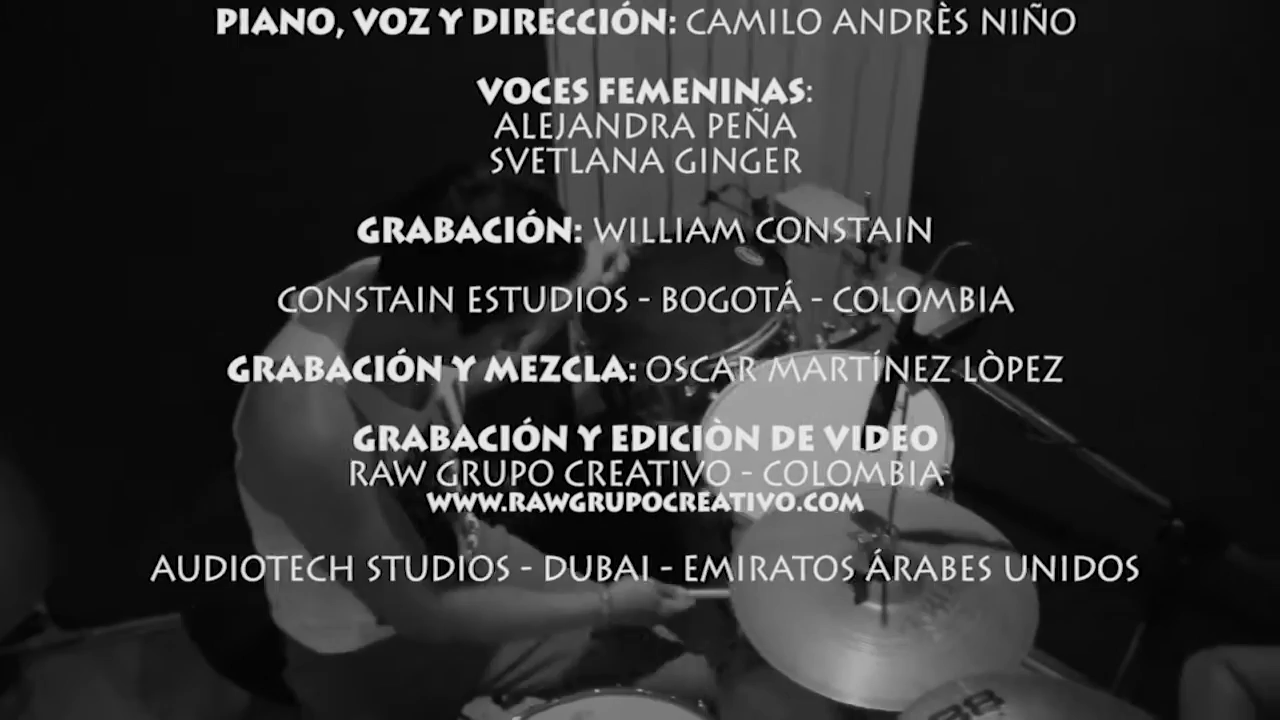 PIANO, VOZ Y DIRECCIÓN: CAMILO ANDRÈS NIÑO
VOCES FEMENINAS:
ALEJANDRA PEÑA
SVETLANA GINGER
GRABACIÓN: WILLIAM CONSTAIN
CONSTAIN ESTUDIOS - BOGOTÁ - COLOMBIA
GRABACIÓN Y MEZCLA: OSCAR MARTÍNEZ LÒPEZ
GRABACIÓN Y EDICIÒN DE VIDEO
RAW GRUPO CREATIVO - COLOMBIA
WWW.RAWGRUPOCREATIVO.COM
AUDIOTECH STUDIOS - DUBAI - EMIRATOS ÁRABES UNIDOS